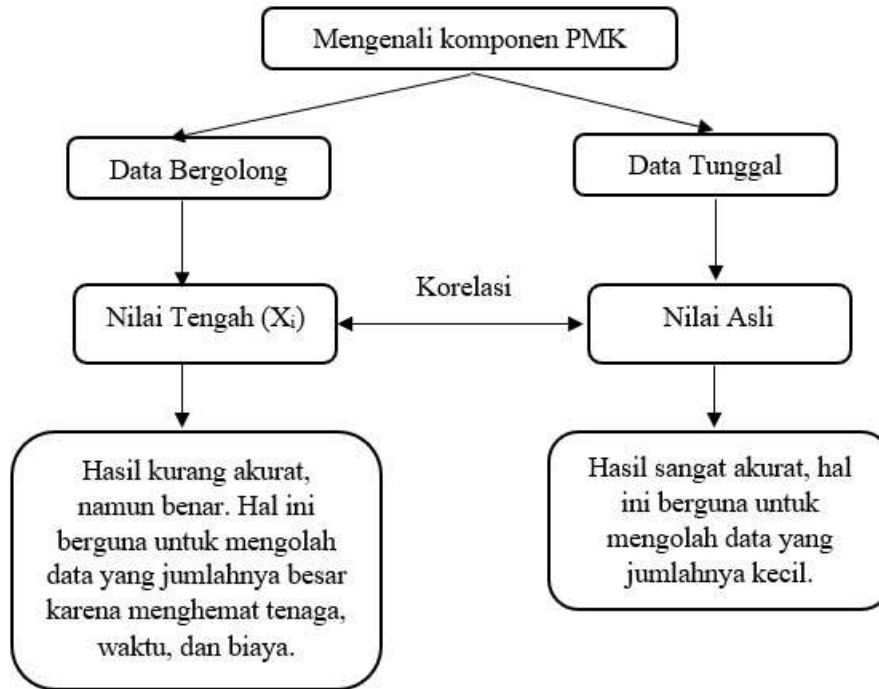 Mengenali komponen PMK
Data Bergolong
Data Tunggal
Nilai Tengah (Xi)
Korelasi
Nilai Asli
Hasil kurang akurat,
namun benar. Hal ini
berguna untuk mengolah
data yang jumlahnya besar
karena menghemat tenaga,
waktu, dan biaya.
Hasil sangat akurat, hal
ini berguna untuk
mengolah data yang
jumlahnya kecil.